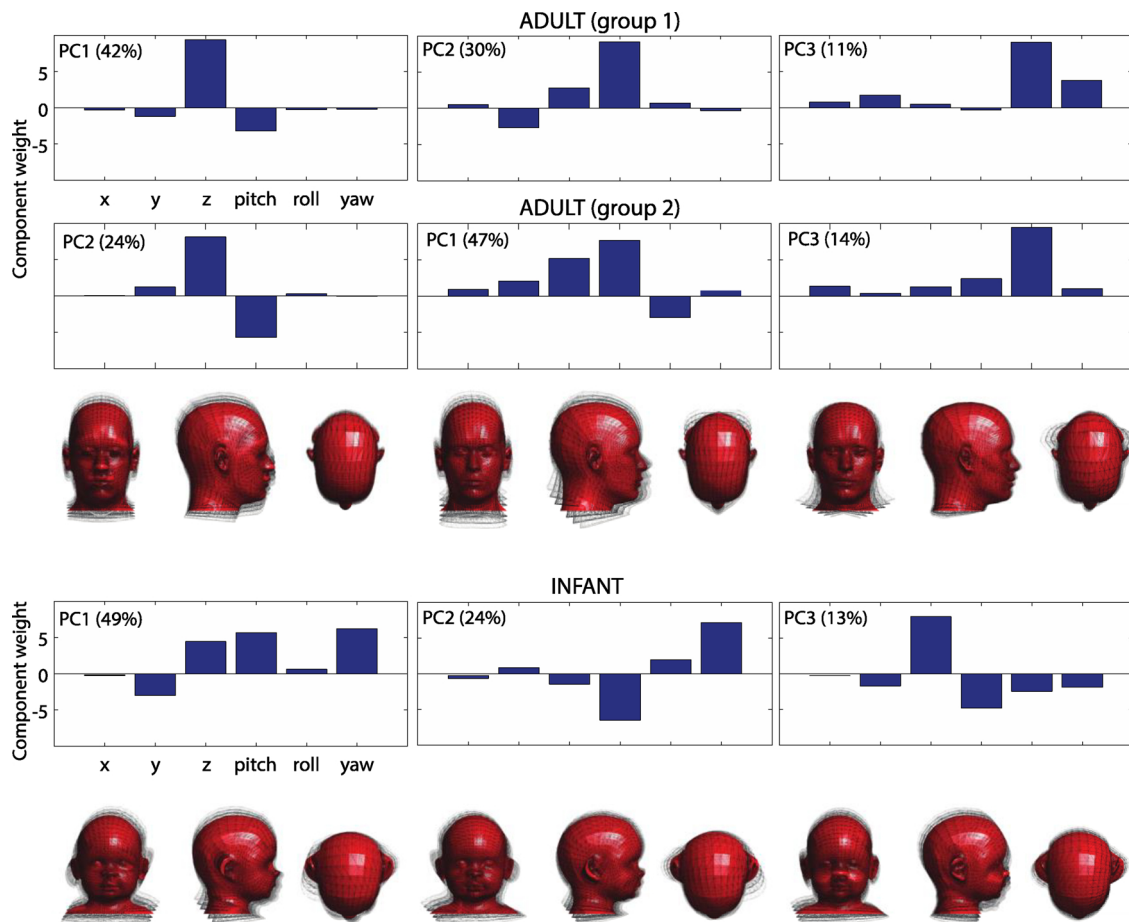 ADULT (group 1)
PC1 (42%)
PC2 (30%)
PC3 (11%)
5
0
-5
x y z pitch roll yaw
Component weight
ADULT (group 2)
PC2 (24%)
PC1 (47%)
PC3 (14%)
INFANT
PC1 (49%)
PC2 (24%)
PC3 (13%)
5
0
-5
Component weight
x y z pitch roll yaw